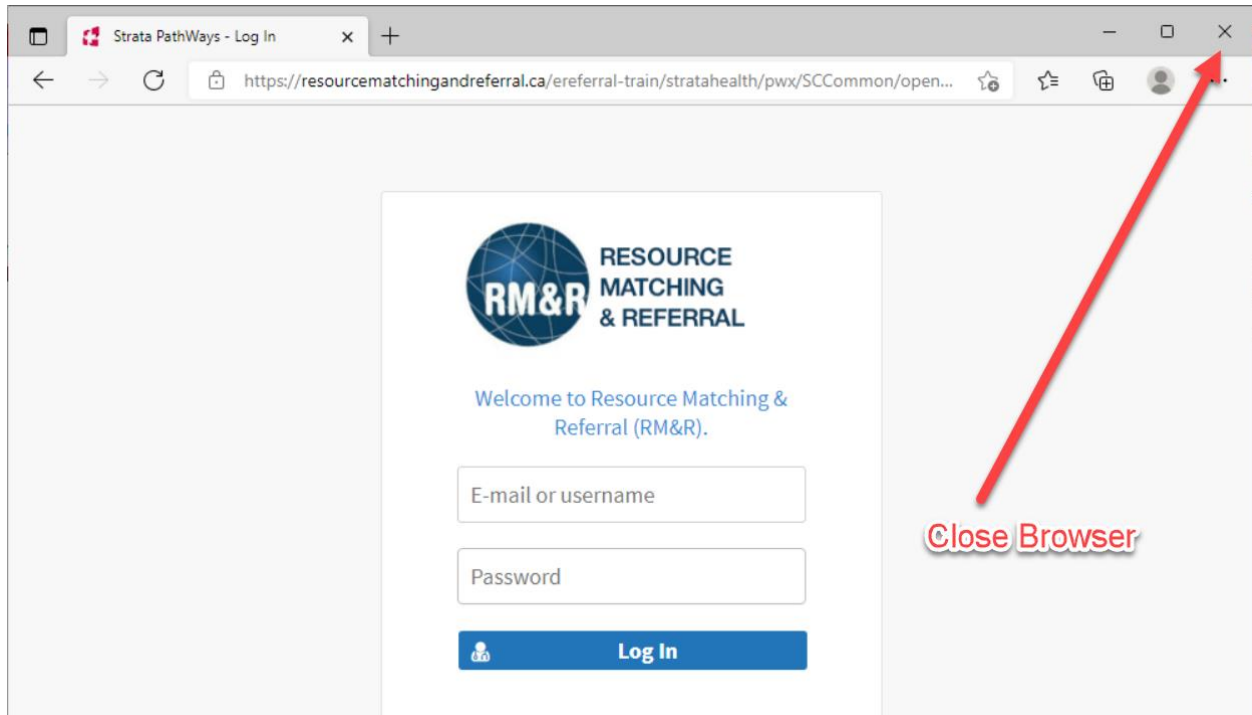 Strata PathWays - Log In
https://resourcematchingandreferral.ca/ereferral-train/stratahealth/pwx/SCCommon/open...
RM&R
RESOURCE
MATCHING
& REFERRAL
Welcome to Resource Matching &
Referral (RM&R).
E-mail or username
Password
Log In
Close Browser